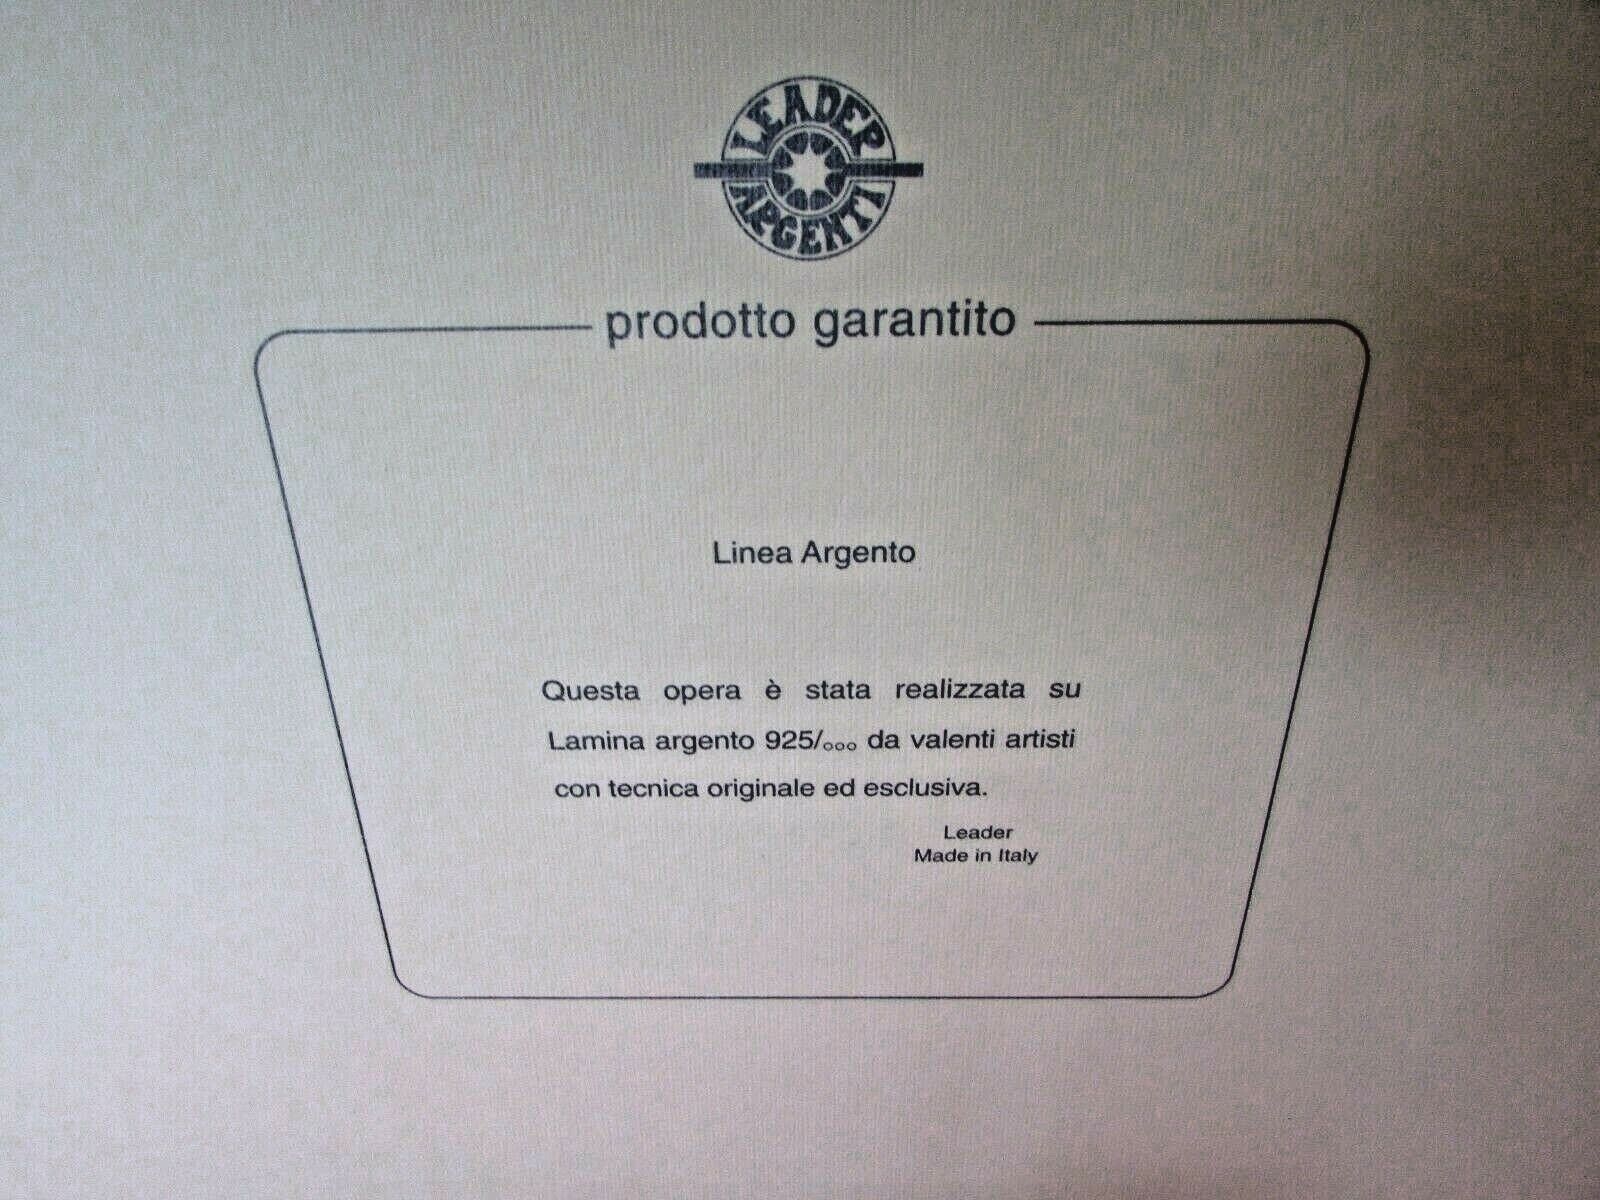 LEADER
ARGENTI
prodotto garantito
Linea Argento
Questa opera è stata realizzata su
Lamina argento 925/ooo da valenti artisti
con tecnica originale ed esclusiva.
Leader
Made in Italy